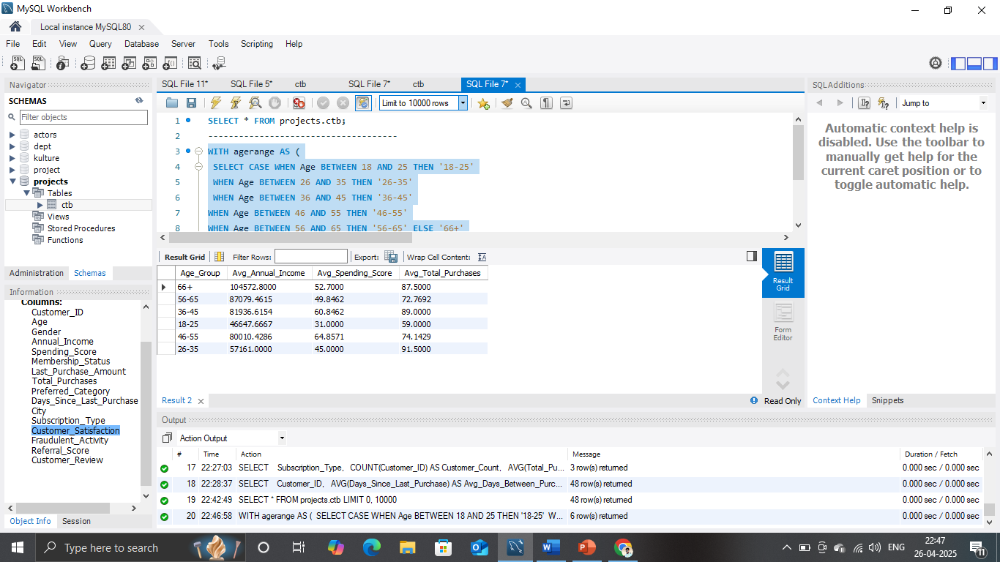 MySQL Workbench
Local instance MySQL80
File Edit View Query Database Server Tools Scripting Help
Navigator
SCHEMAS
Filter objects
actors
dept
kulture
project
projects
Tables
ctb
Views
Stored Procedures
Functions
Administration Schemas
Information
Columns:
Customer_ID
Age
Gender
Annual_Income
Spending_Score
Membership_Status
Last_Purchase_Amount
Total_Purchases
Preferred_Category
Days_Since_Last_Purchase
City
Subscription_Type
Customer_Satisfaction
Fraudulent_Activity
Referral_Score
Customer_Review
Object Info Session
SQL File 11* SQL File 5* ctb SQL File 7* ctb SQL File 7*
Limit to 10000 rows
1 SELECT * FROM projects.ctb;
2 -------------------------------------
3 WITH agerange AS (
4 SELECT CASE WHEN Age BETWEEN 18 AND 25 THEN '18-25'
5 WHEN Age BETWEEN 26 AND 35 THEN '26-35'
6 WHEN Age BETWEEN 36 AND 45 THEN '36-45'
7 WHEN Age BETWEEN 46 AND 55 THEN '46-55'
8 WHEN Age BETWEEN 56 AND 65 THEN '56-65' ELSE '66+'
Result Grid Filter Rows: Export: Wrap Cell Content:
Age_Group Avg_Annual_Income Avg_Spending_Score Avg_Total_Purchases
66+ 104572.8000 52.7000 87.5000
56-65 87079.4615 49.8462 72.7692
36-45 81936.6154 60.8462 89.0000
18-25 46647.6667 31.0000 59.0000
46-55 80010.4286 64.8571 74.1429
26-35 57161.0000 45.0000 91.5000
Result
Grid
Form
Editor
Result 2
Read Only
SQLAdditions
Jump to
Automatic context help is
disabled. Use the toolbar to
manually get help for the
current caret position or to
toggle automatic help.
Context Help Snippets
Output
Action Output
# Time Action Message Duration / Fetch
17 22:27:03 SELECT Subscription_Type, COUNT(Customer_ID) AS Customer_Count, AVG(Total_Pu... 3 row(s) returned 0.000 sec / 0.000 sec
18 22:28:37 SELECT Customer_ID, AVG(Days_Since_Last_Purchase) AS Avg_Days_Between_Purc... 48 row(s) returned 0.000 sec / 0.000 sec
19 22:42:49 SELECT * FROM projects.ctb LIMIT 0, 10000 48 row(s) returned 0.000 sec / 0.000 sec
20 22:46:58 WITH agerange AS ( SELECT CASE WHEN Age BETWEEN 18 AND 25 THEN '18-25' W... 6 row(s) returned 0.000 sec / 0.000 sec
Type here to search
ENG
22:47
26-04-2025
11